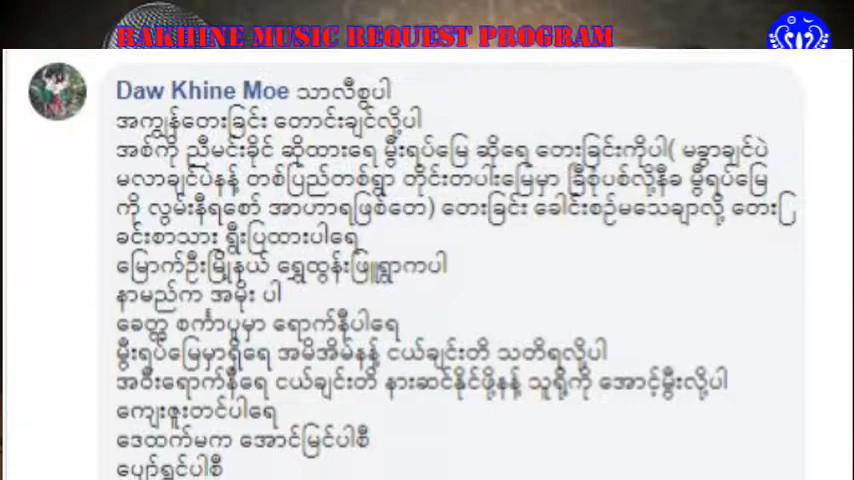 RAKHINE MUSIC REQUEST PROGRAM
Daw Khine Moe သာလီစွပါ
အကျွန်တေးခြင်း တောင်းချင်လို့ပါ
အစ်ကို ညီမင်းခိုင် ဆိုထားရေ မွီးရပ်မြေ ဆိုရေ တေးခြင်းကိုပါ( မခွာချင်ပဲ
မလာချင်ပဲနန့် တစ်ပြည်တစ်ရွာ တိုင်းတပါးမြေမှာ ခြီစုံပစ်လို့နီခ မွီရပ်မြေ
ကို လွမ်းနီရစော် အာဟာရဖြစ်တေ) တေးခြင်း ခေါင်းစဉ်မသေချာလို့ တေးြ
ခင်းစာသား ရွီးပြထားပါရေ
မြောက်ဦးမြို့နယ် ရွှေထွန်းဖြူရွာကပါ
နာမည်က အမိုး ပါ
ခေတ္တ စင်္ကာပူမှာ ရောက်နီပါရေ
မွီးရပ်မြေမှာရှိရေ အမိအိမ်နန့် ငယ်ချင်းတိ သတိရလို့ပါ
အဝီးရောက်နီရေ ငယ်ချင်းတိ နားဆင်နိုင်ဖို့နန့် သူရို့ကို အောင့်မွီးလို့ပါ
ကျေးဇူးတင်ပါရေ
ဒေထက်မက အောင်မြင်ပါစီ
ပျော်ရွှင်ပါစီ